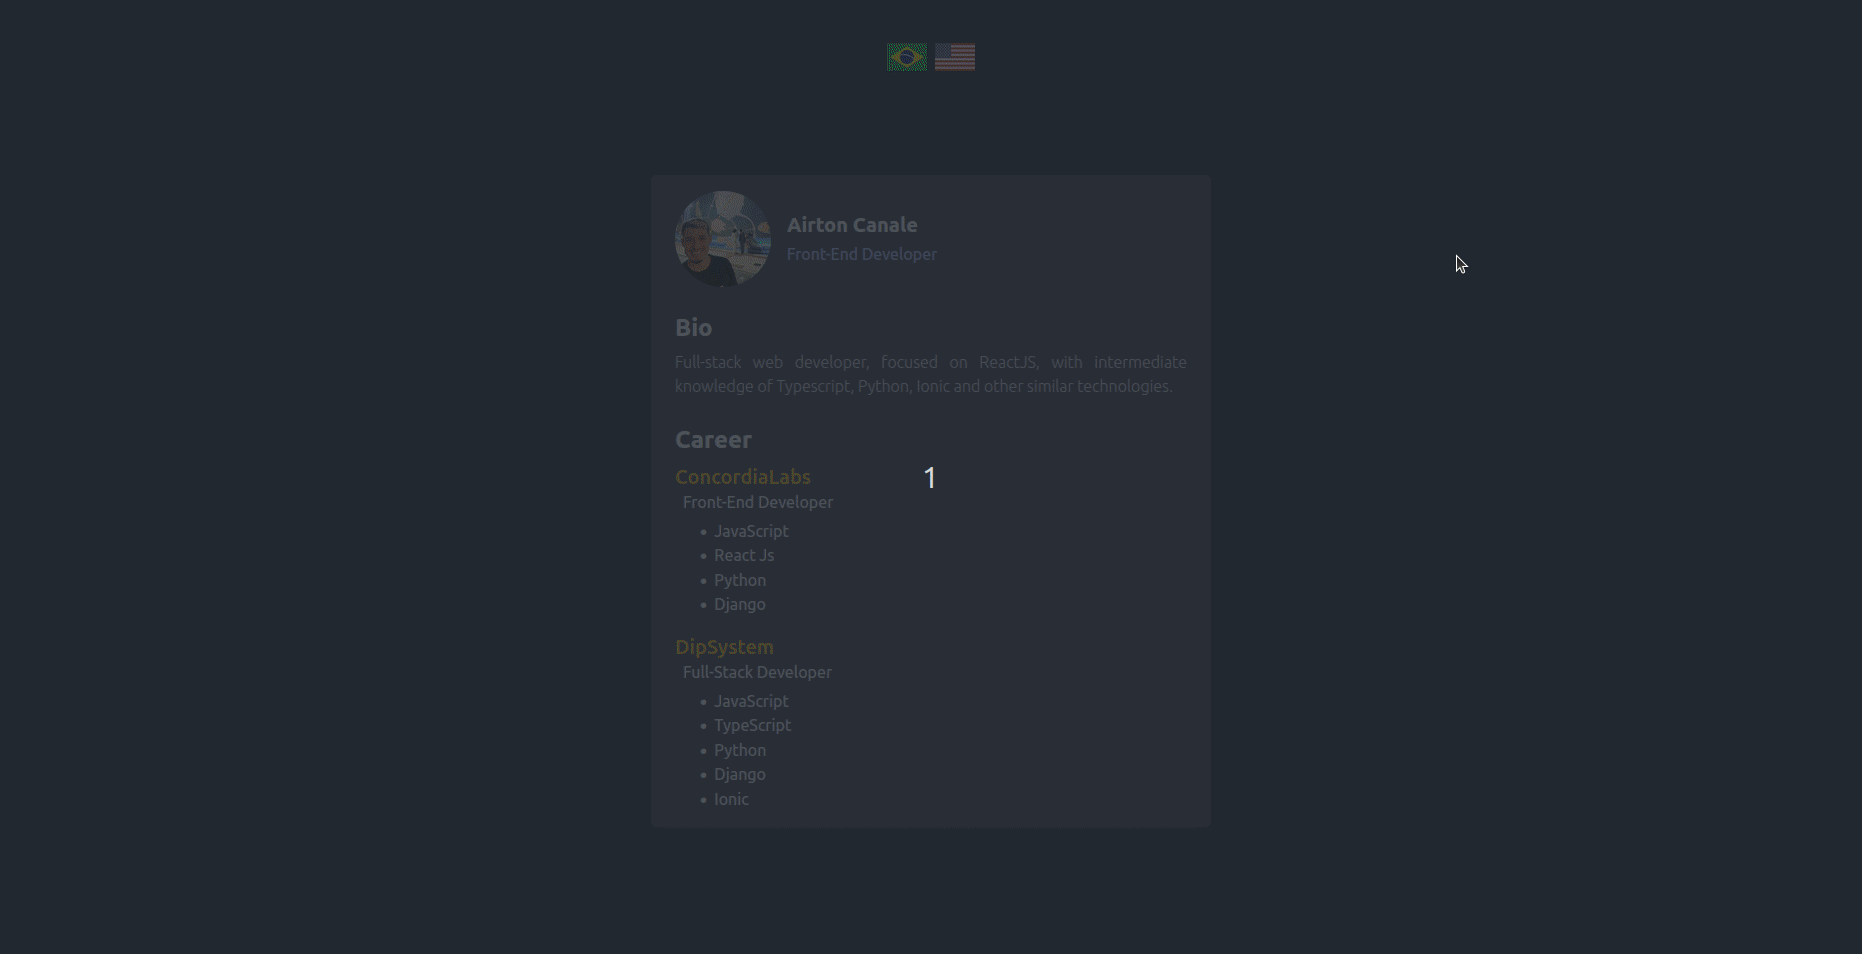 Airton Canale
Front-End Developer
Bio
Full-stack web developer, focused on ReactJS, with intermediate
knowledge of Typescript, Python, Ionic and other similar technologies.
Career
ConcordiaLabs
1
Front-End Developer
• JavaScript
• React Js
• Python
• Django
DipSystem
Full-Stack Developer
• JavaScript
• TypeScript
• Python
• Django
• Ionic